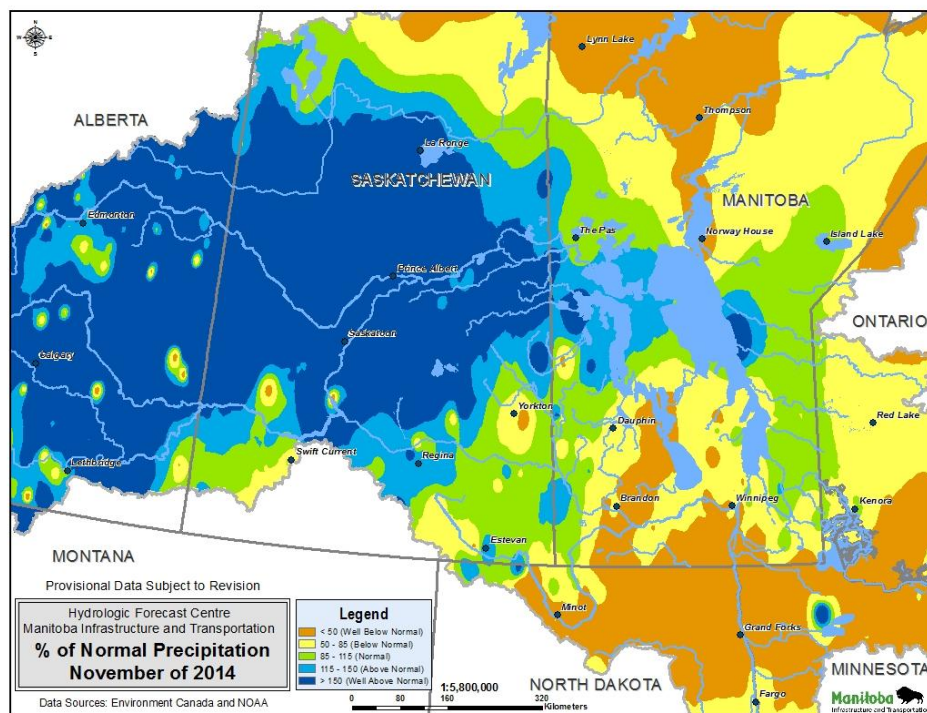 N
W E
S
Lynn Lake
ALBERTA
Thompson
La Ronge
SASKATCHEWAN
MANITOBA
Edmonton
The Pas
Norway House
Island Lake
Prince Albert
ONTARIO
Saskatoon
Calgary
Yorkton
Dauphin
Red Lake
Swift Current
Regina
Lethbridge
Brandon
Winnipeg
Kenora
Estevan
MONTANA
Provisional Data Subject to Revision
Hydrologic Forecast Centre
Manitoba Infrastructure and Transportation
% of Normal Precipitation
November of 2014
Data Sources: Environment Canada and NOAA
Legend
< 50 (Well Below Normal)
50 - 85 (Below Normal)
85 - 115 (Normal)
115 - 150 (Above Normal)
> 150 (Well Above Normal)
1:5,800,000
0 80 160 320
Kilometers
Minot
Grand Forks
NORTH DAKOTA
MINNESOTA
Fargo
Manitoba
Infrastructure and Transportation